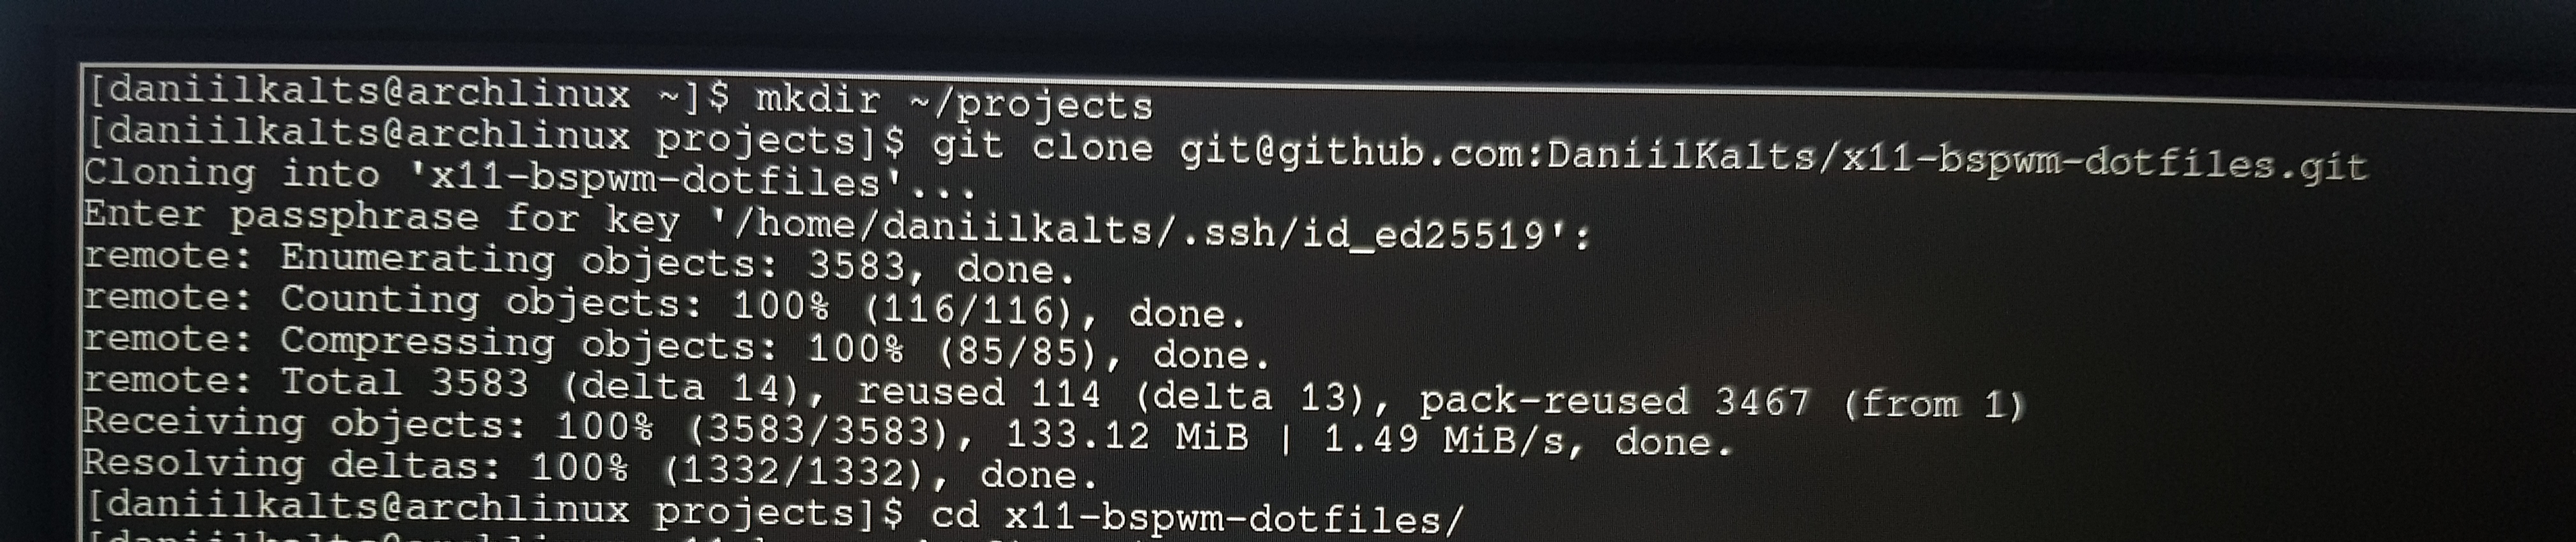 [daniilkalts@archlinux ~]$ mkdir ~/projects
[daniilkalts@archlinux projects]$ git clone git@github.com:DaniilKalts/x11-bspwm-dotfiles.git
Cloning into 'x11-bspwm-dotfiles'...
Enter passphrase for key '/home/daniilkalts/.ssh/id_ed25519':
remote: Enumerating objects: 3583, done.
remote: Counting objects: 100% (116/116), done.
remote: Compressing objects: 100% (85/85), done.
remote: Total 3583 (delta 14), reused 114 (delta 13), pack-reused 3467 (from 1)
Receiving objects: 100% (3583/3583), 133.12 MiB | 1.49 MiB/s, done.
Resolving deltas: 100% (1332/1332), done.
[daniilkalts@archlinux projects]$ cd x11-bspwm-dotfiles/